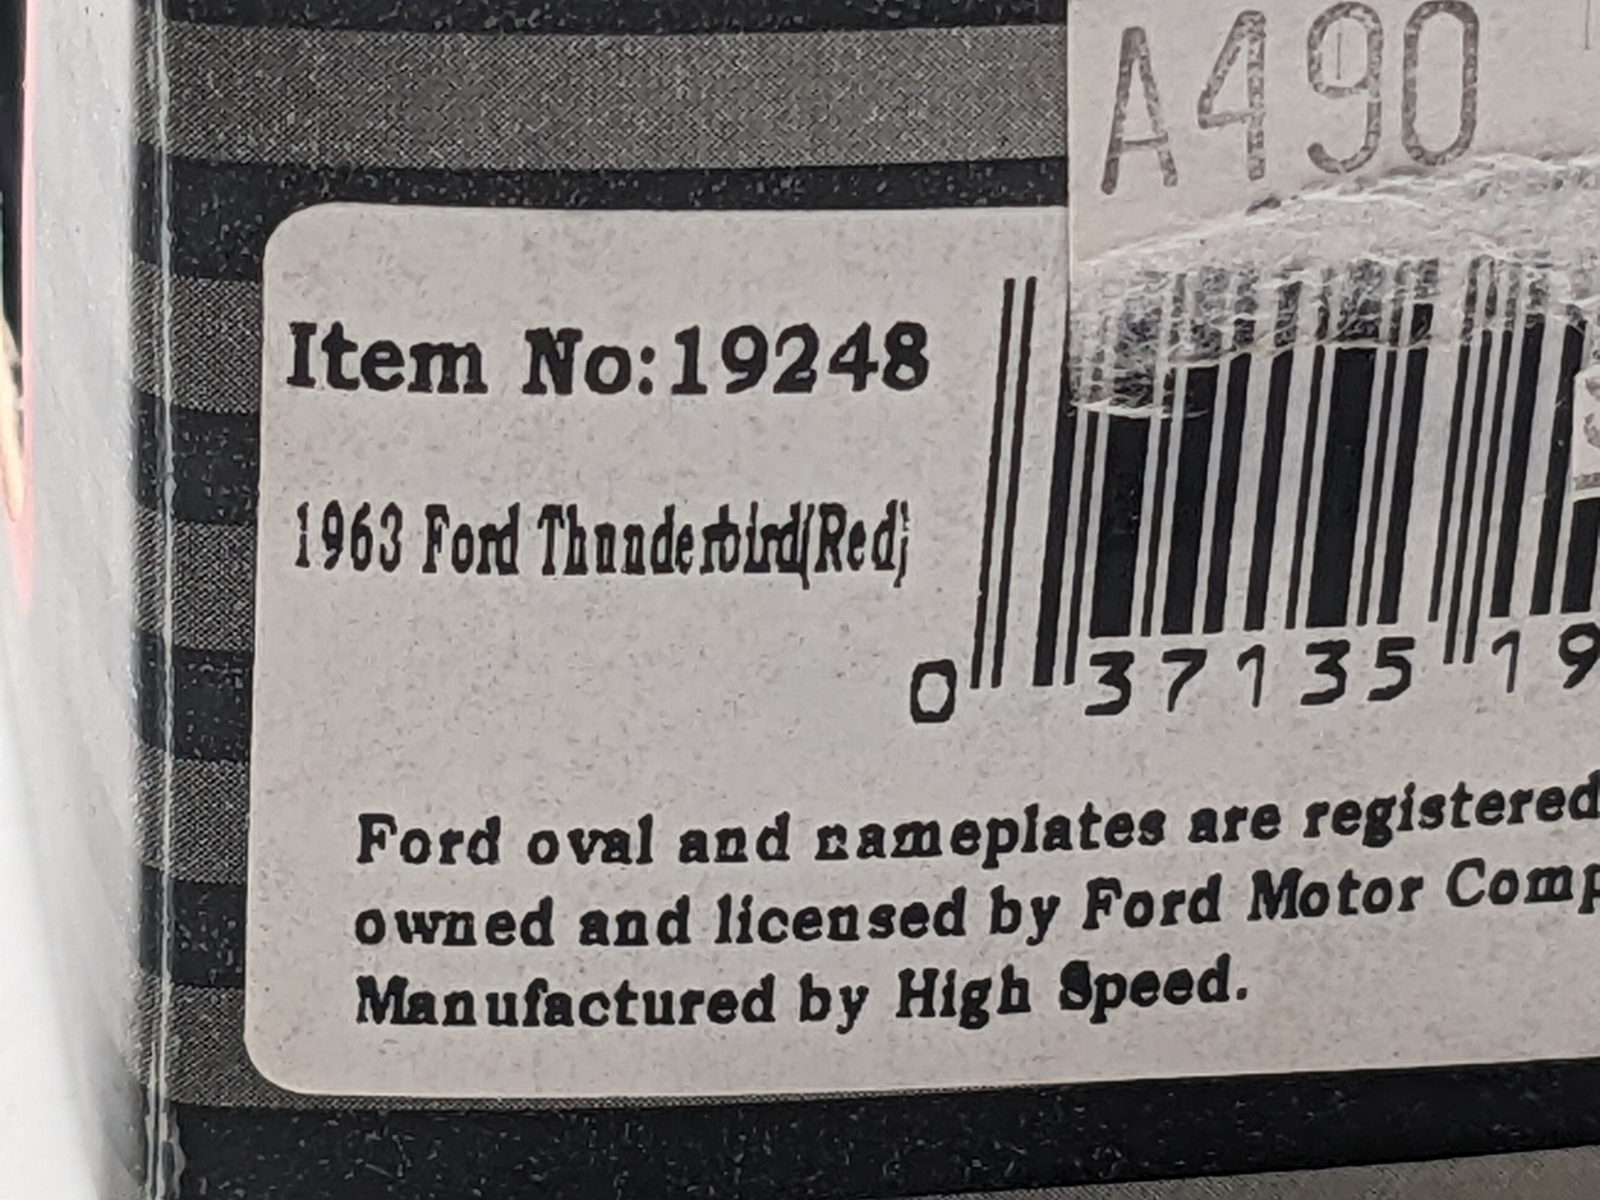 A490
Item No:19248
1963 Ford Thunderbird(Red)
0 37135 19
Ford oval and nameplates are registered
owned and licensed by Ford Motor Comp
Manufactured by High Speed.